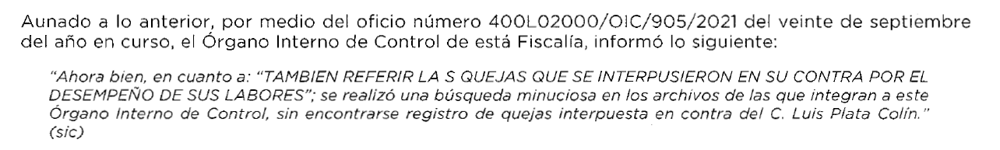 Aunado a lo anterior, por medio del oficio número 400L02000/OIC/905/2021 del veinte de septiembre
del año en curso, el Órgano Interno de Control de está Fiscalía, informó lo siguiente:
"Ahora bien, en cuanto a: "TAMBIEN REFERIR LA S QUEJAS QUE SE INTERPUSIERON EN SU CONTRA POR EL
DESEMPEÑO DE SUS LABORES"; se realizó una búsqueda minuciosa en los archivos de las que integran a este
Órgano Interno de Control, sin encontrarse registro de quejas interpuesta en contra del C. Luis Plata Colín."
(sic)